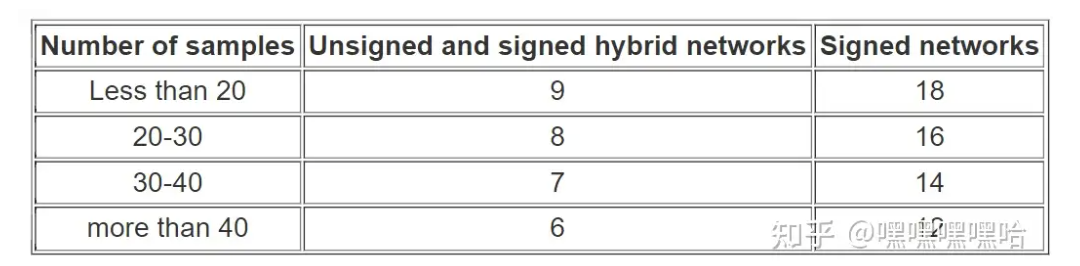 Number of samples Unsigned and signed hybrid networks Signed networks
Less than 20 9 18
20-30 8 16
30-40 7 14
more than 40 6 12
知乎 @嘿嘿嘿嘿哈